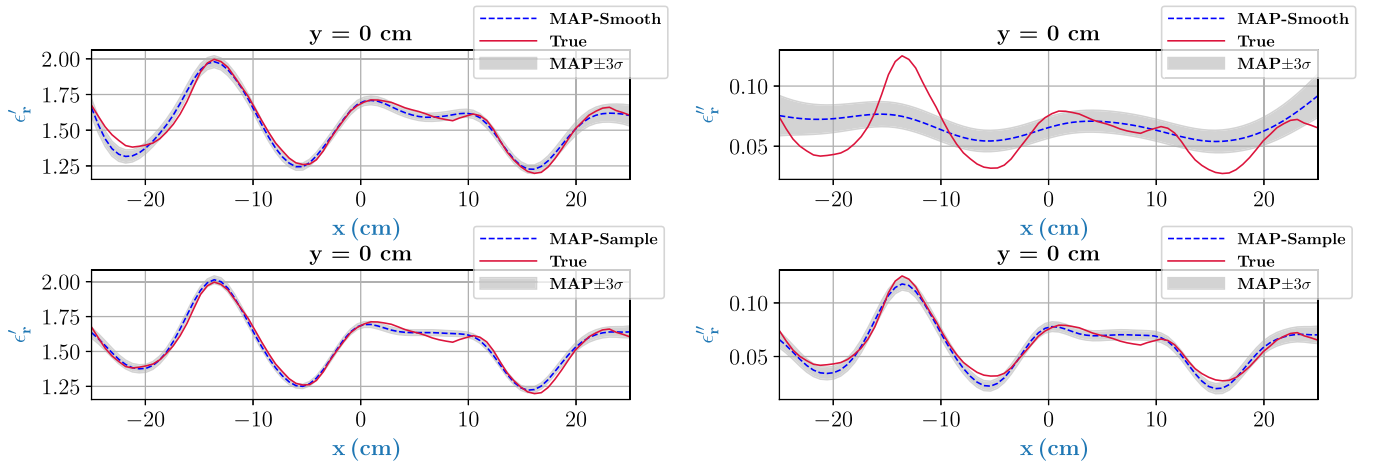 y = 0 cm
MAP-Smooth
True
MAP±3σ
2.00
1.75
1.50
1.25
ϵ′r
−20
−10
0
10
20
x (cm)
y = 0 cm
MAP-Smooth
True
MAP±3σ
0.10
0.05
ϵ″r
−20
−10
0
10
20
x (cm)
y = 0 cm
MAP-Sample
True
MAP±3σ
2.00
1.75
1.50
1.25
ϵ′r
−20
−10
0
10
20
x (cm)
y = 0 cm
MAP-Sample
True
MAP±3σ
0.10
0.05
ϵ″r
−20
−10
0
10
20
x (cm)